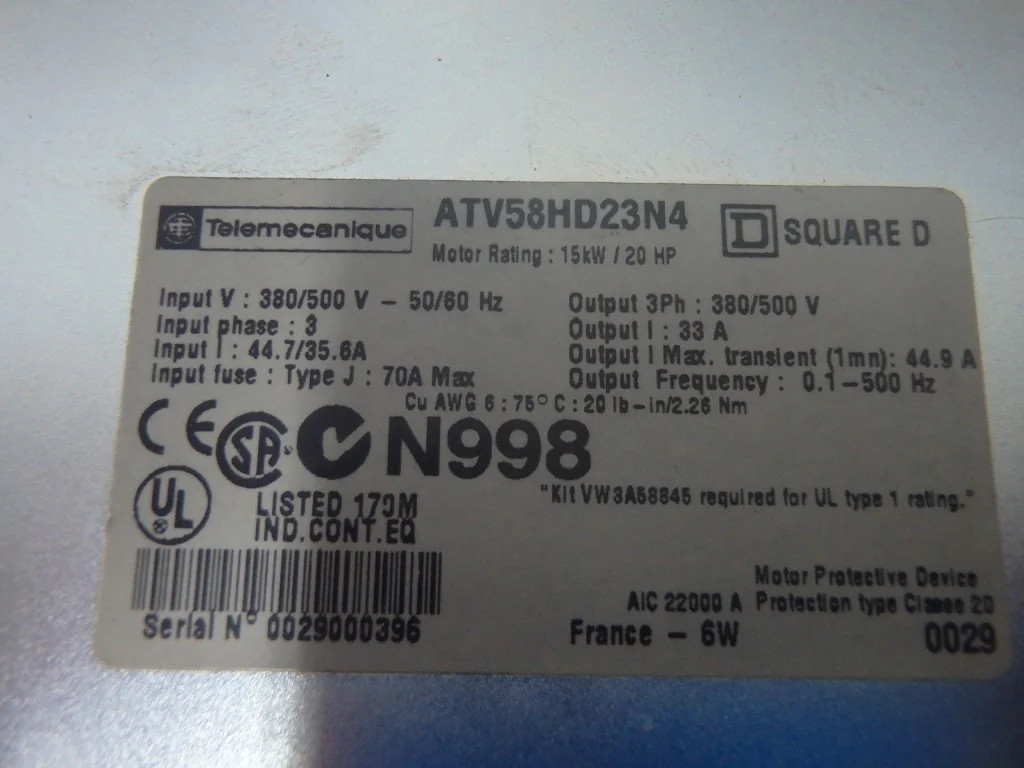 Telemecanique
ATV58HD23N4
D SQUARE D
Motor Rating : 15kW / 20 HP
Input V : 380/500 V - 50/60 Hz
Input phase : 3
Input I : 44.7/35.6A
Input fuse : Type J : 70A Max
Output 3Ph : 380/500 V
Output I : 33 A
Output I Max. transient (1mn) : 44.9 A
Output Frequency : 0.1-500 Hz
Cu AWG 6 : 75° C : 20 lb-in/2.26 Nm
CE SA N998
UL LISTED
IND.CONT.EQ
"Kit VW3A58845 required for UL type 1 rating."
Motor Protective Device
AIC 22000 A Protection type Classe 20
Serial N° 0029000396
France - 6W
0029